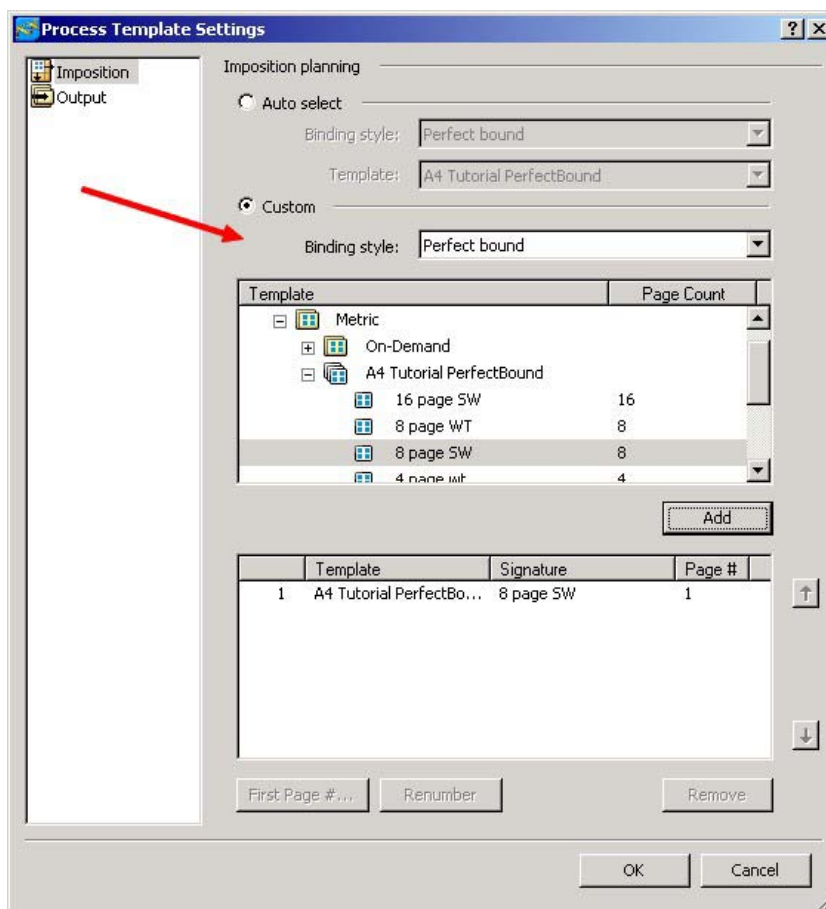 Process Template Settings
Imposition
Output
Imposition planning
Auto select
Binding style: Perfect bound
Template: A4 Tutorial PerfectBound
Custom
Binding style: Perfect bound
Template Page Count
Metric
On-Demand
A4 Tutorial PerfectBound
16 page SW 16
8 page WT 8
8 page SW 8
4 page wt 4
Add
Template Signature Page #
1 A4 Tutorial PerfectBo... 8 page SW 1
First Page #... Renumber Remove
OK Cancel